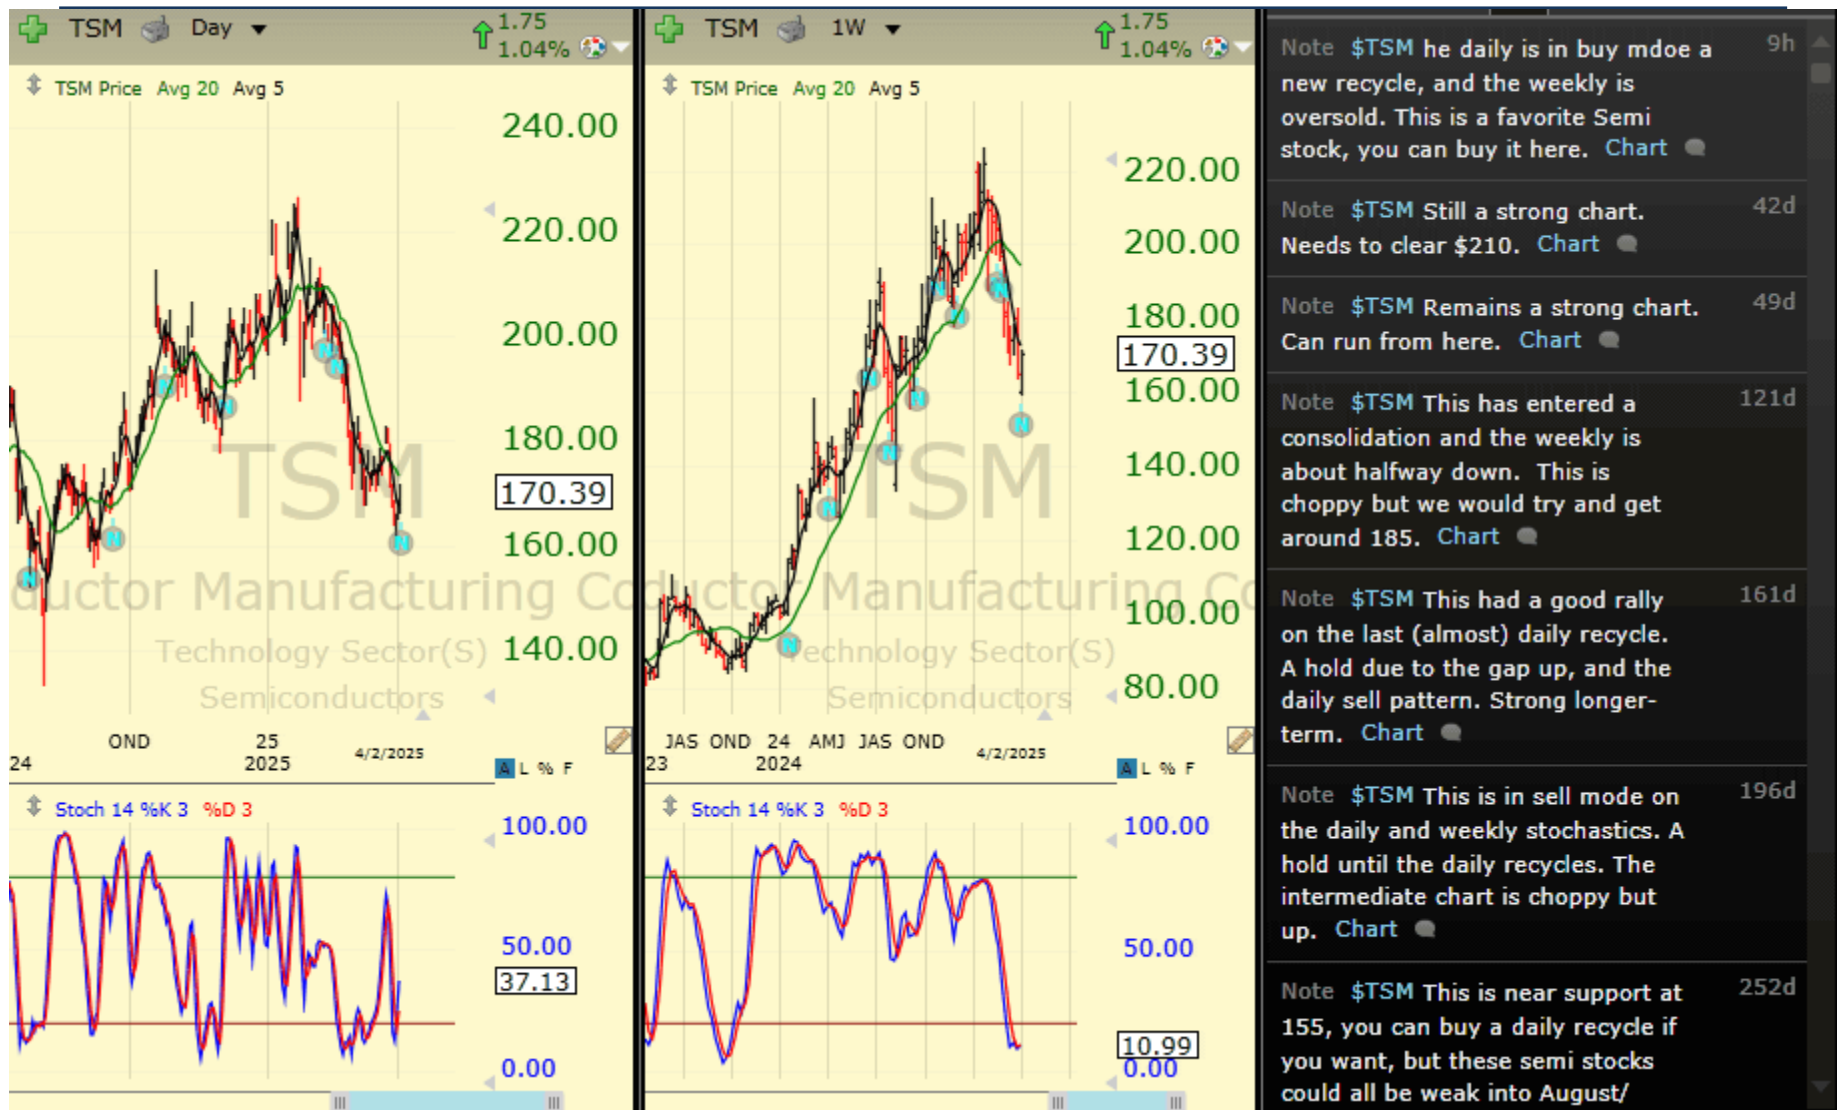 TSM Day 1.75
1.04%
TSM Price Avg 20 Avg 5
240.00
220.00
200.00
180.00
170.39
160.00
140.00
TSM
ductor Manufacturing Co
Technology Sector(S)
Semiconductors
OND 25
24 2025 4/2/2025
A L % F
Stoch 14 %K 3 %D 3
100.00
50.00
37.13
0.00
N
N
N
N
N
N
N
TSM 1W 1.75
1.04%
TSM Price Avg 20 Avg 5
220.00
200.00
180.00
170.39
160.00
140.00
120.00
100.00
80.00
TSM
ductor Manufacturing Co
Technology Sector(S)
Semiconductors
JAS OND 24 AMJ JAS OND
23 2024 4/2/2025
A L % F
Stoch 14 %K 3 %D 3
100.00
50.00
10.99
0.00
N
N
N
N
N
N
N
N
N
N
Note $TSM he daily is in buy mdoe a 9h
new recycle, and the weekly is
oversold. This is a favorite Semi
stock, you can buy it here. Chart
Note $TSM Still a strong chart. 42d
Needs to clear $210. Chart
Note $TSM Remains a strong chart. 49d
Can run from here. Chart
Note $TSM This has entered a 121d
consolidation and the weekly is
about halfway down. This is
choppy but we would try and get
around 185. Chart
Note $TSM This had a good rally 161d
on the last (almost) daily recycle.
A hold due to the gap up, and the
daily sell pattern. Strong longer-
term. Chart
Note $TSM This is in sell mode on 196d
the daily and weekly stochastics. A
hold until the daily recycles. The
intermediate chart is choppy but
up. Chart
Note $TSM This is near support at 252d
155, you can buy a daily recycle if
you want, but these semi stocks
could all be weak into August/